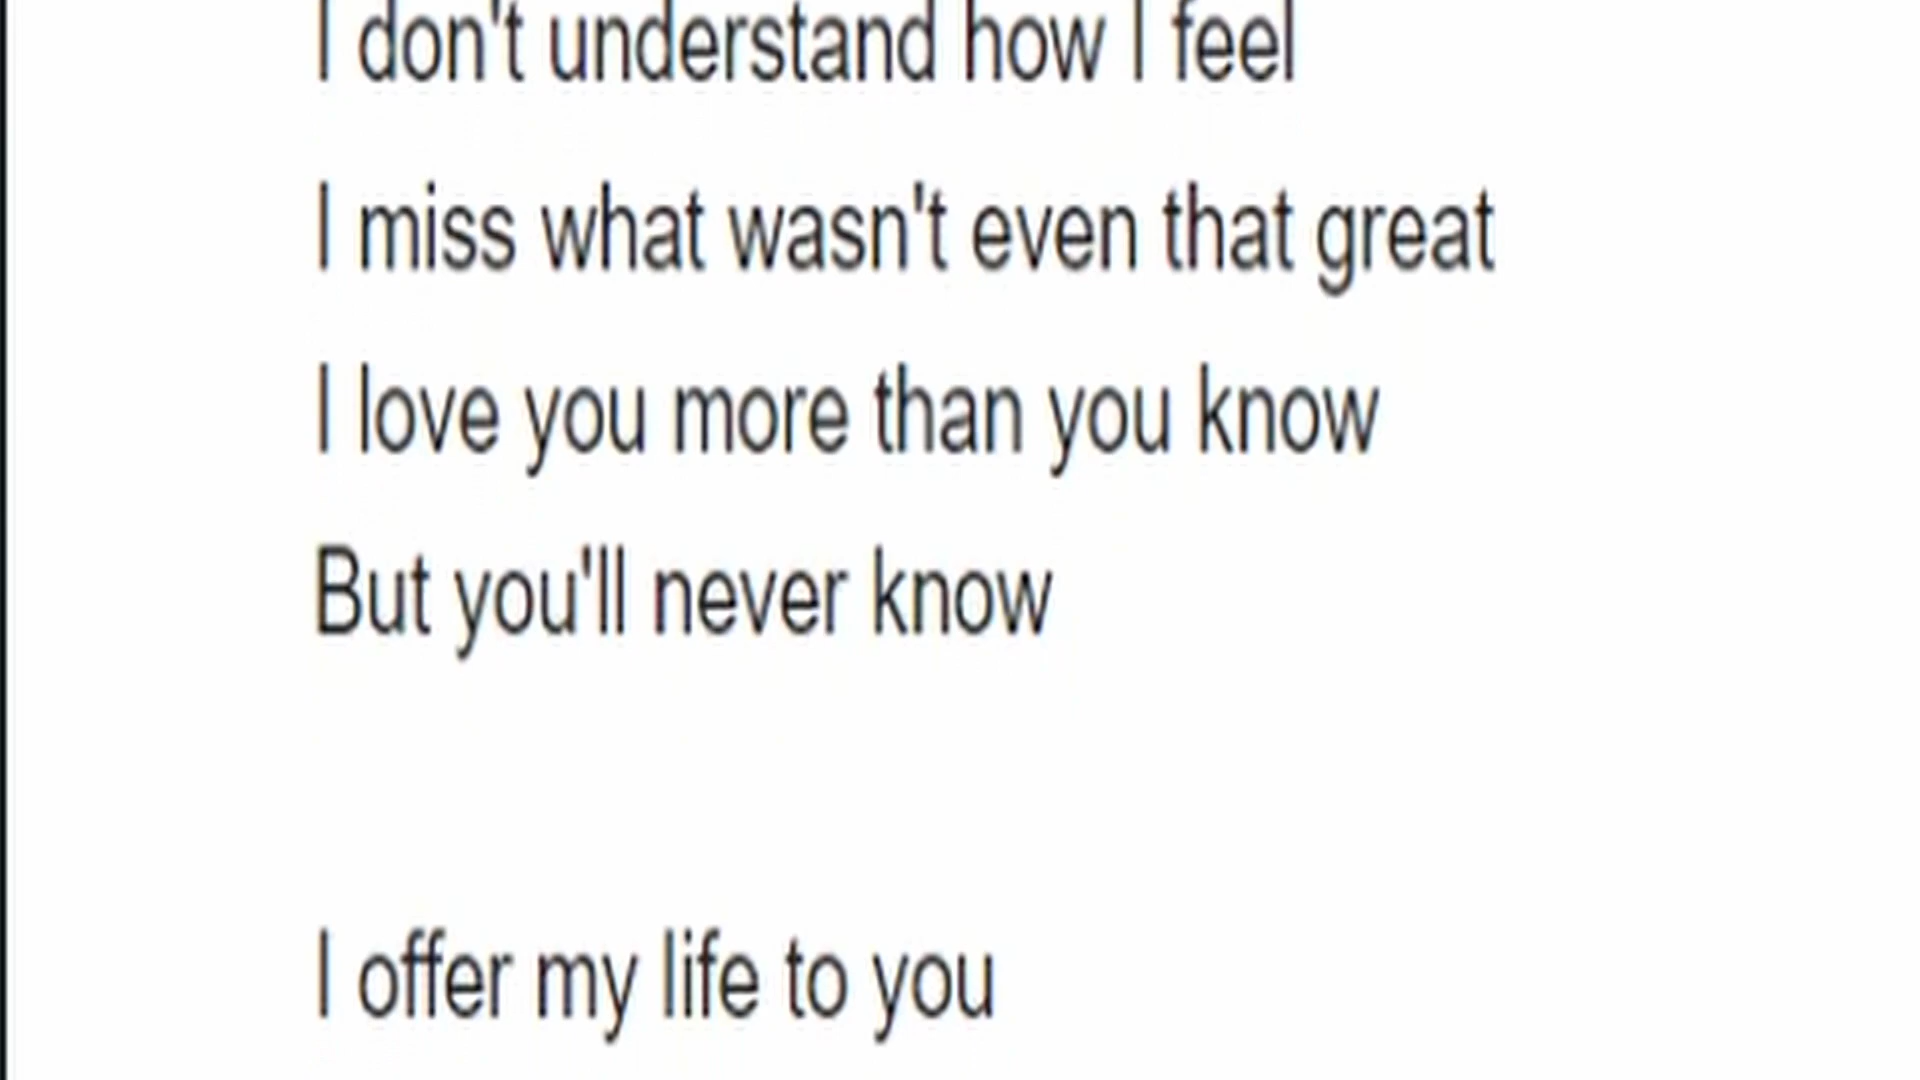 I don't understand how I feel
I miss what wasn't even that great
I love you more than you know
But you'll never know
I offer my life to you